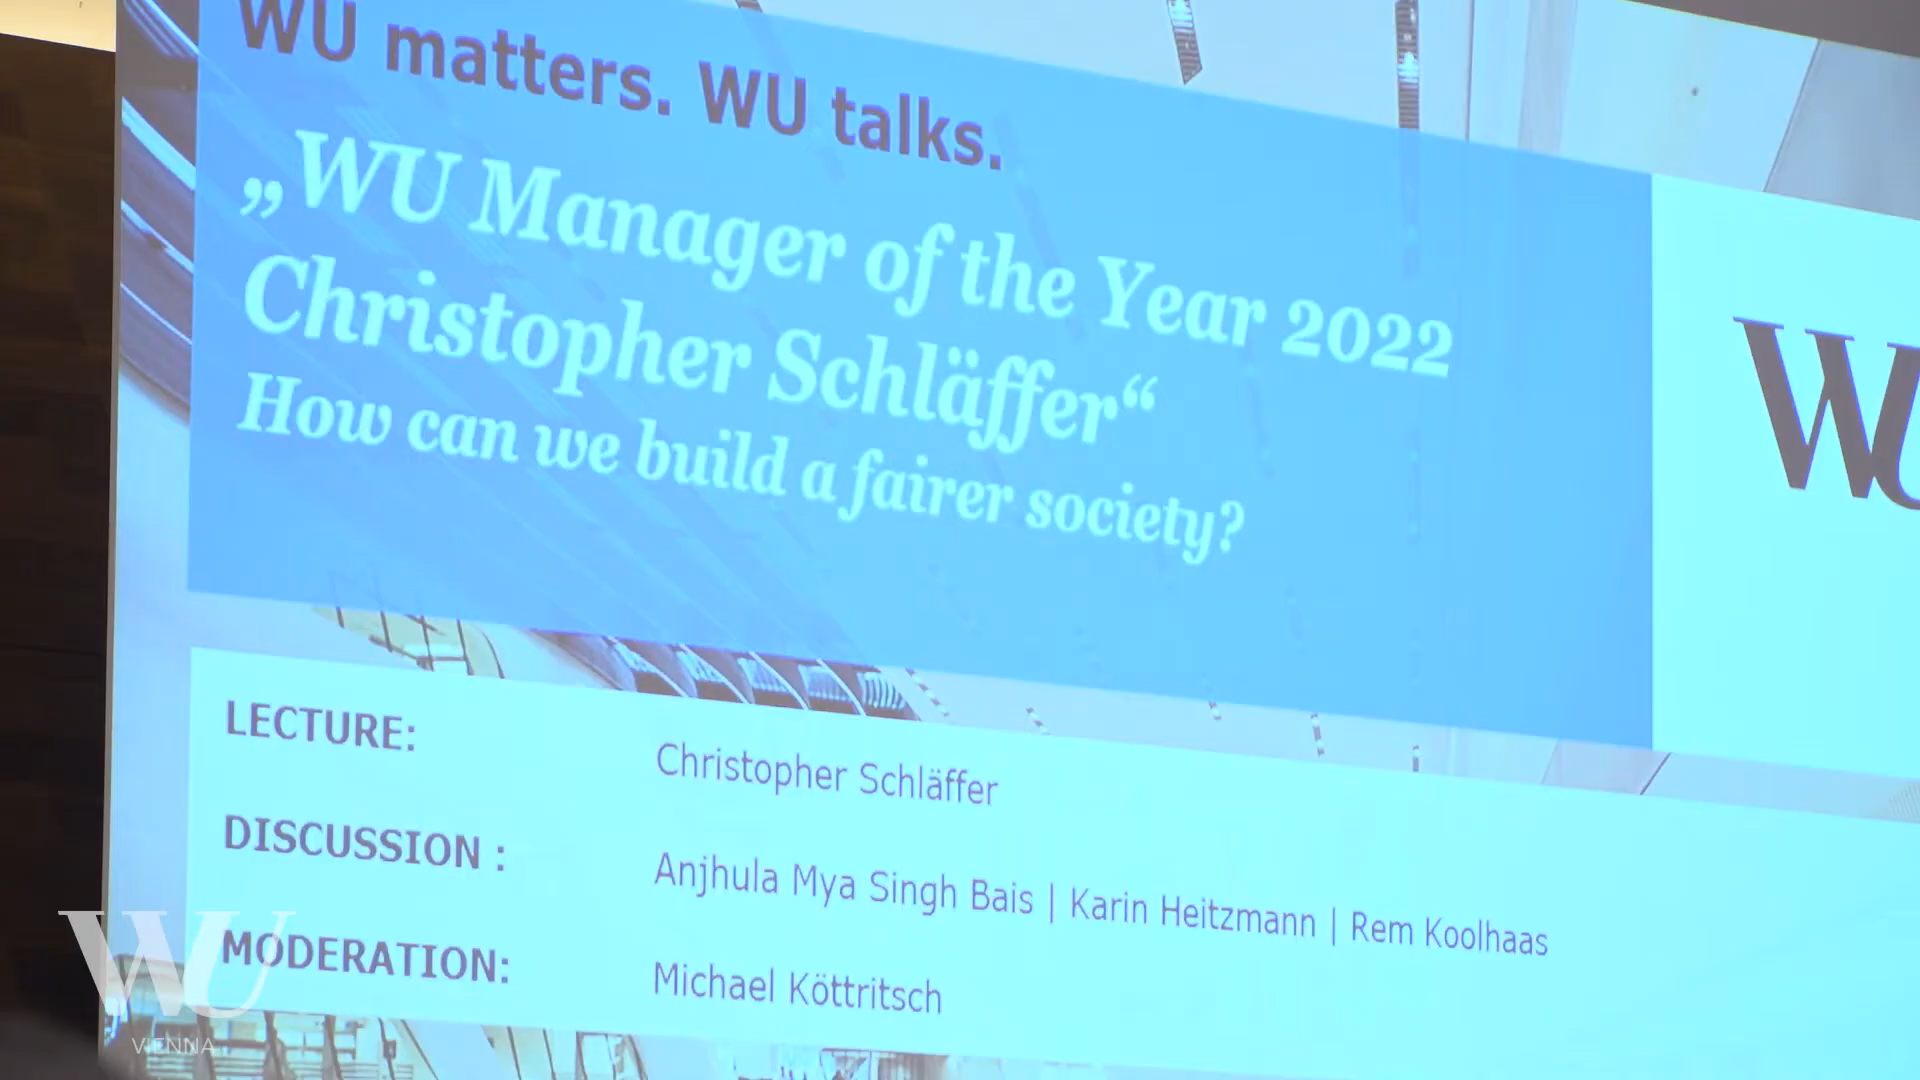 WU matters. WU talks.
„WU Manager of the Year 2022
Christopher Schläffer“
How can we build a fairer society?
WU
LECTURE: Christopher Schläffer
DISCUSSION : Anjhula Mya Singh Bais | Karin Heitzmann | Rem Koolhaas
MODERATION: Michael Köttritsch
WU
VIENNA